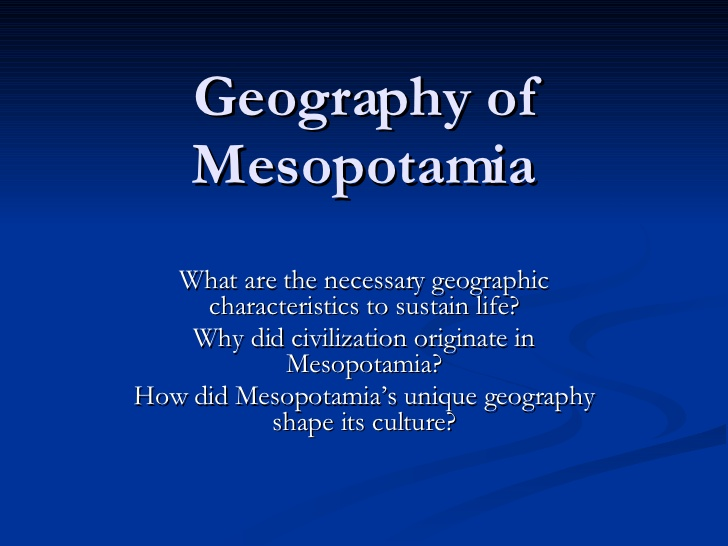 Geography of
Mesopotamia
What are the necessary geographic
characteristics to sustain life?
Why did civilization originate in
Mesopotamia?
How did Mesopotamia’s unique geography
shape its culture?